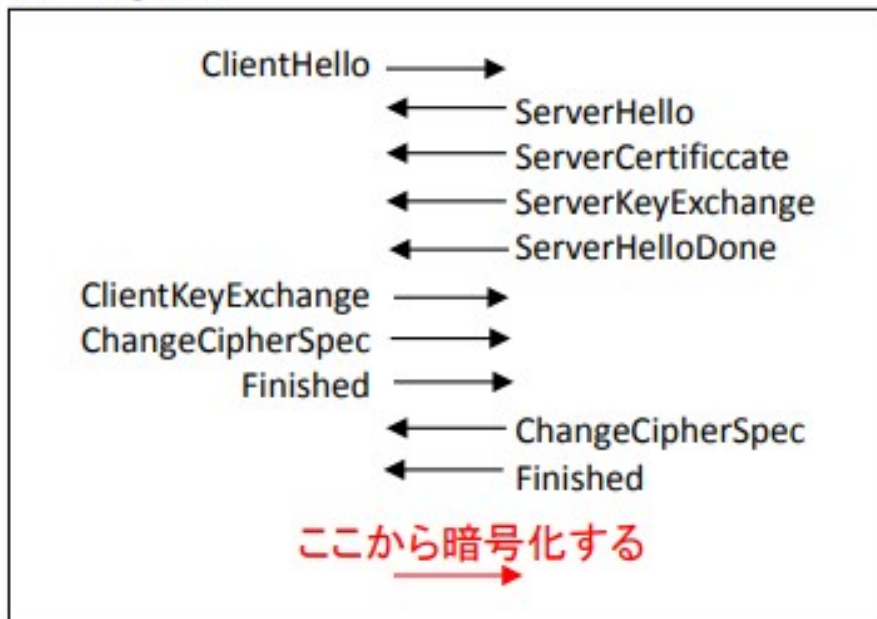 ClientHello
ServerHello
ServerCertificcate
ServerKeyExchange
ServerHelloDone
ClientKeyExchange
ChangeCipherSpec
Finished
ChangeCipherSpec
Finished
ここから暗号化する